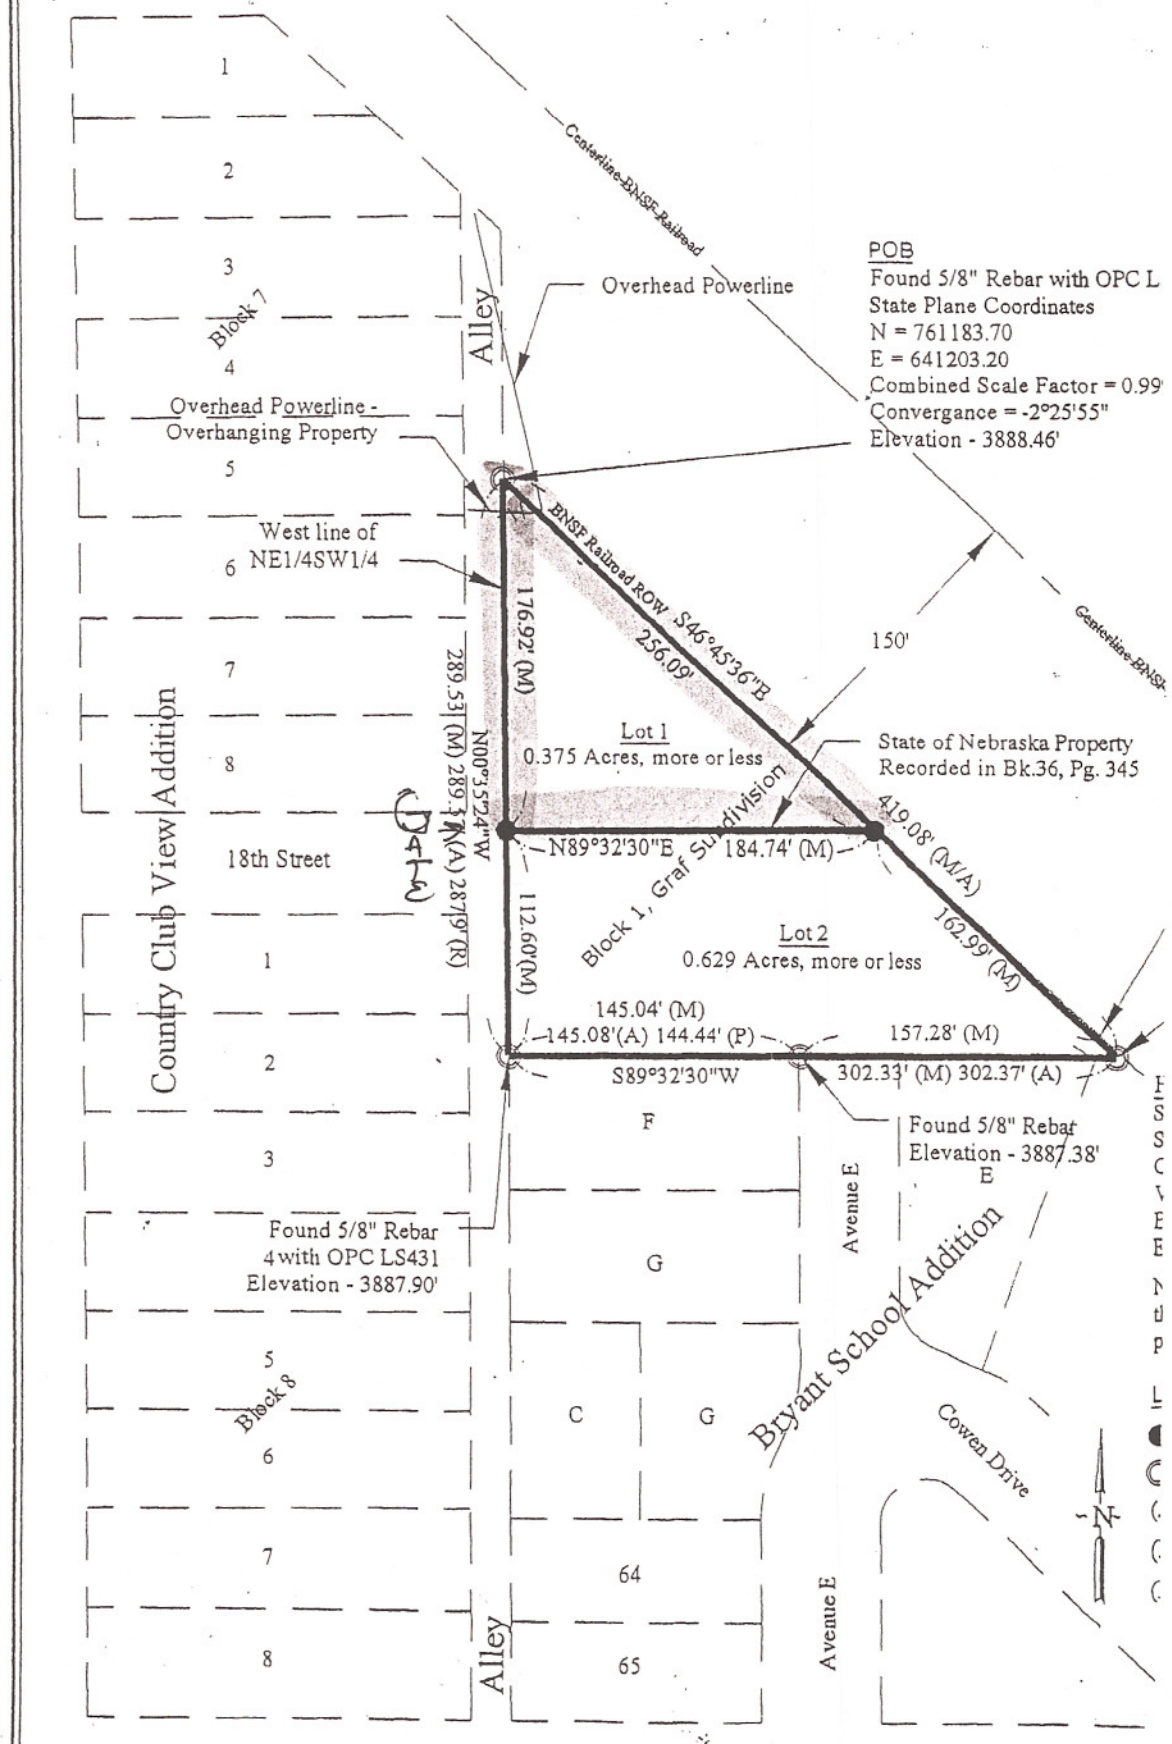 1
2
3
Block 7
4
5
6
7
8
Country Club View Addition
18th Street
1
2
3
5
Block 8
6
7
8
Alley
Alley
Centerline BNSF Railroad
Overhead Powerline
Overhead Powerline -
Overhanging Property
West line of
NE1/4SW1/4
POB
Found 5/8" Rebar with OPC L
State Plane Coordinates
N = 761183.70
E = 641203.20
Combined Scale Factor = 0.99
Convergance = -2°25'55"
Elevation - 3888.46'
150'
Centerline BNSF
BNSF Railroad ROW
S46°45'36"E
256.09'
176.92' (M)
289.53 (M)
(A) 287.9' (R)
N00°35'24"W
Lot 1
0.375 Acres, more or less
State of Nebraska Property
Recorded in Bk.36, Pg. 345
N89°32'30"E
184.74' (M)
Block 1, Graf Subdivision
419.08' (M/A)
162.99' (M)
112.60'(M)
Lot 2
0.629 Acres, more or less
145.04' (M)
145.08'(A) 144.44' (P)
S89°32'30"W
157.28' (M)
302.33' (M) 302.37' (A)
Found 5/8" Rebar
Elevation - 3887.38'
Found 5/8" Rebar
4 with OPC LS431
Elevation - 3887.90'
F
G
C
G
64
65
E
Avenue E
Avenue E
Bryant School Addition
Cowen Drive
N